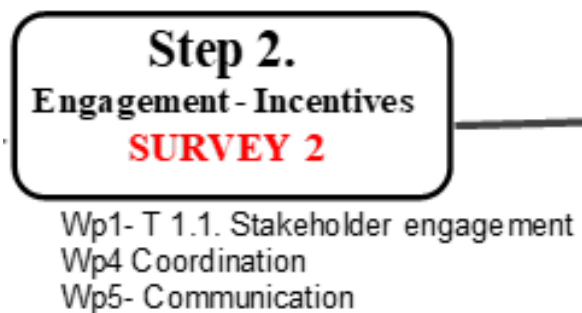 Step 2.
Engagement - Incentives
SURVEY 2
Wp1- T 1.1. Stakeholder engagement
Wp4 Coordination
Wp5- Communication